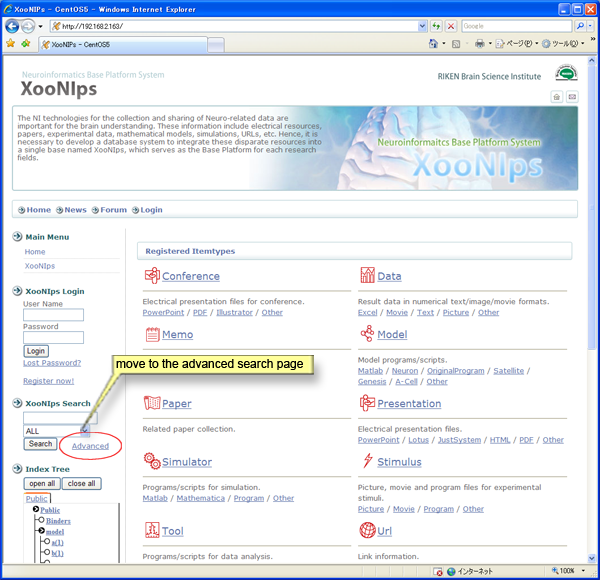 XooNIPs - CentOS5 - Windows Internet Explorer
http://192.168.2.163/
XooNIPs - CentOS5
ページ(P)
ツール(O)
Neuroinformatics Base Platform System
XooNIps
RIKEN Brain Science Institute
The NI technologies for the collection and sharing of Neuro-related data are
important for the brain understanding. These information include electrical resources,
papers, experimental data, mathematical models, simulations, URLs, etc. Hence, it is
necessary to develop a database system to integrate these disparate resources into
a single base named XooNIps, which serves as the Base Platform for each research
fields.
Neuroinformaitcs Base Platform System
XooNIps
Home News Forum Login
Main Menu
Home
XooNIps
XooNIps Login
User Name
Password
Login
Lost Password?
Register now!
move to the advanced search page
XooNIps Search
ALL
Search Advanced
Index Tree
open all close all
Public
Public
Binders
model
a(1)
b(1)
Registered Itemtypes
Conference
Electrical presentation files for conference.
PowerPoint / PDF / Illustrator / Other
Data
Result data in numerical text/image/movie formats.
Excel / Movie / Text / Picture / Other
Memo
Model
Model programs/scripts.
Matlab / Neuron / OriginalProgram / Satellite /
Genesis / A-Cell / Other
Paper
Related paper collection.
Presentation
Electrical presentation files.
PowerPoint / Lotus / JustSystem / HTML / PDF / Other
Simulator
Programs/scripts for simulation.
Matlab / Mathematica / Program / Other
Stimulus
Picture, movie and program files for experimental
stimuli.
Picture / Movie / Program / Other
Tool
Programs/scripts for data analysis.
Url
Link information.
インターネット
100%